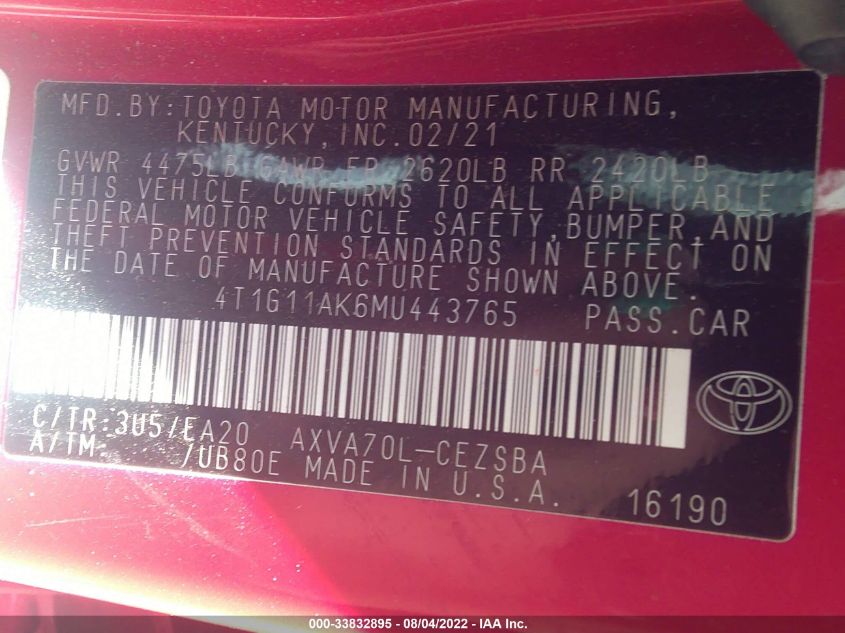 MFD.BY:TOYOTA MOTOR MANUFACTURING,
KENTUCKY,INC.02/21
GVWR 4475LB GAWR FR 2620LB RR 2420LB
THIS VEHICLE CONFORMS TO ALL APPLICABLE
FEDERAL MOTOR VEHICLE SAFETY,BUMPER,AND
THEFT PREVENTION STANDARDS IN EFFECT ON
THE DATE OF MANUFACTURE SHOWN ABOVE.
4T1G11AK6MU443765 PASS.CAR
C/TR:3U5/EA20 AXVA70L-CEZSBA
A/TM /UB80E MADE IN U.S.A. 16190
000-33832895 - 08/04/2022 - IAA Inc.